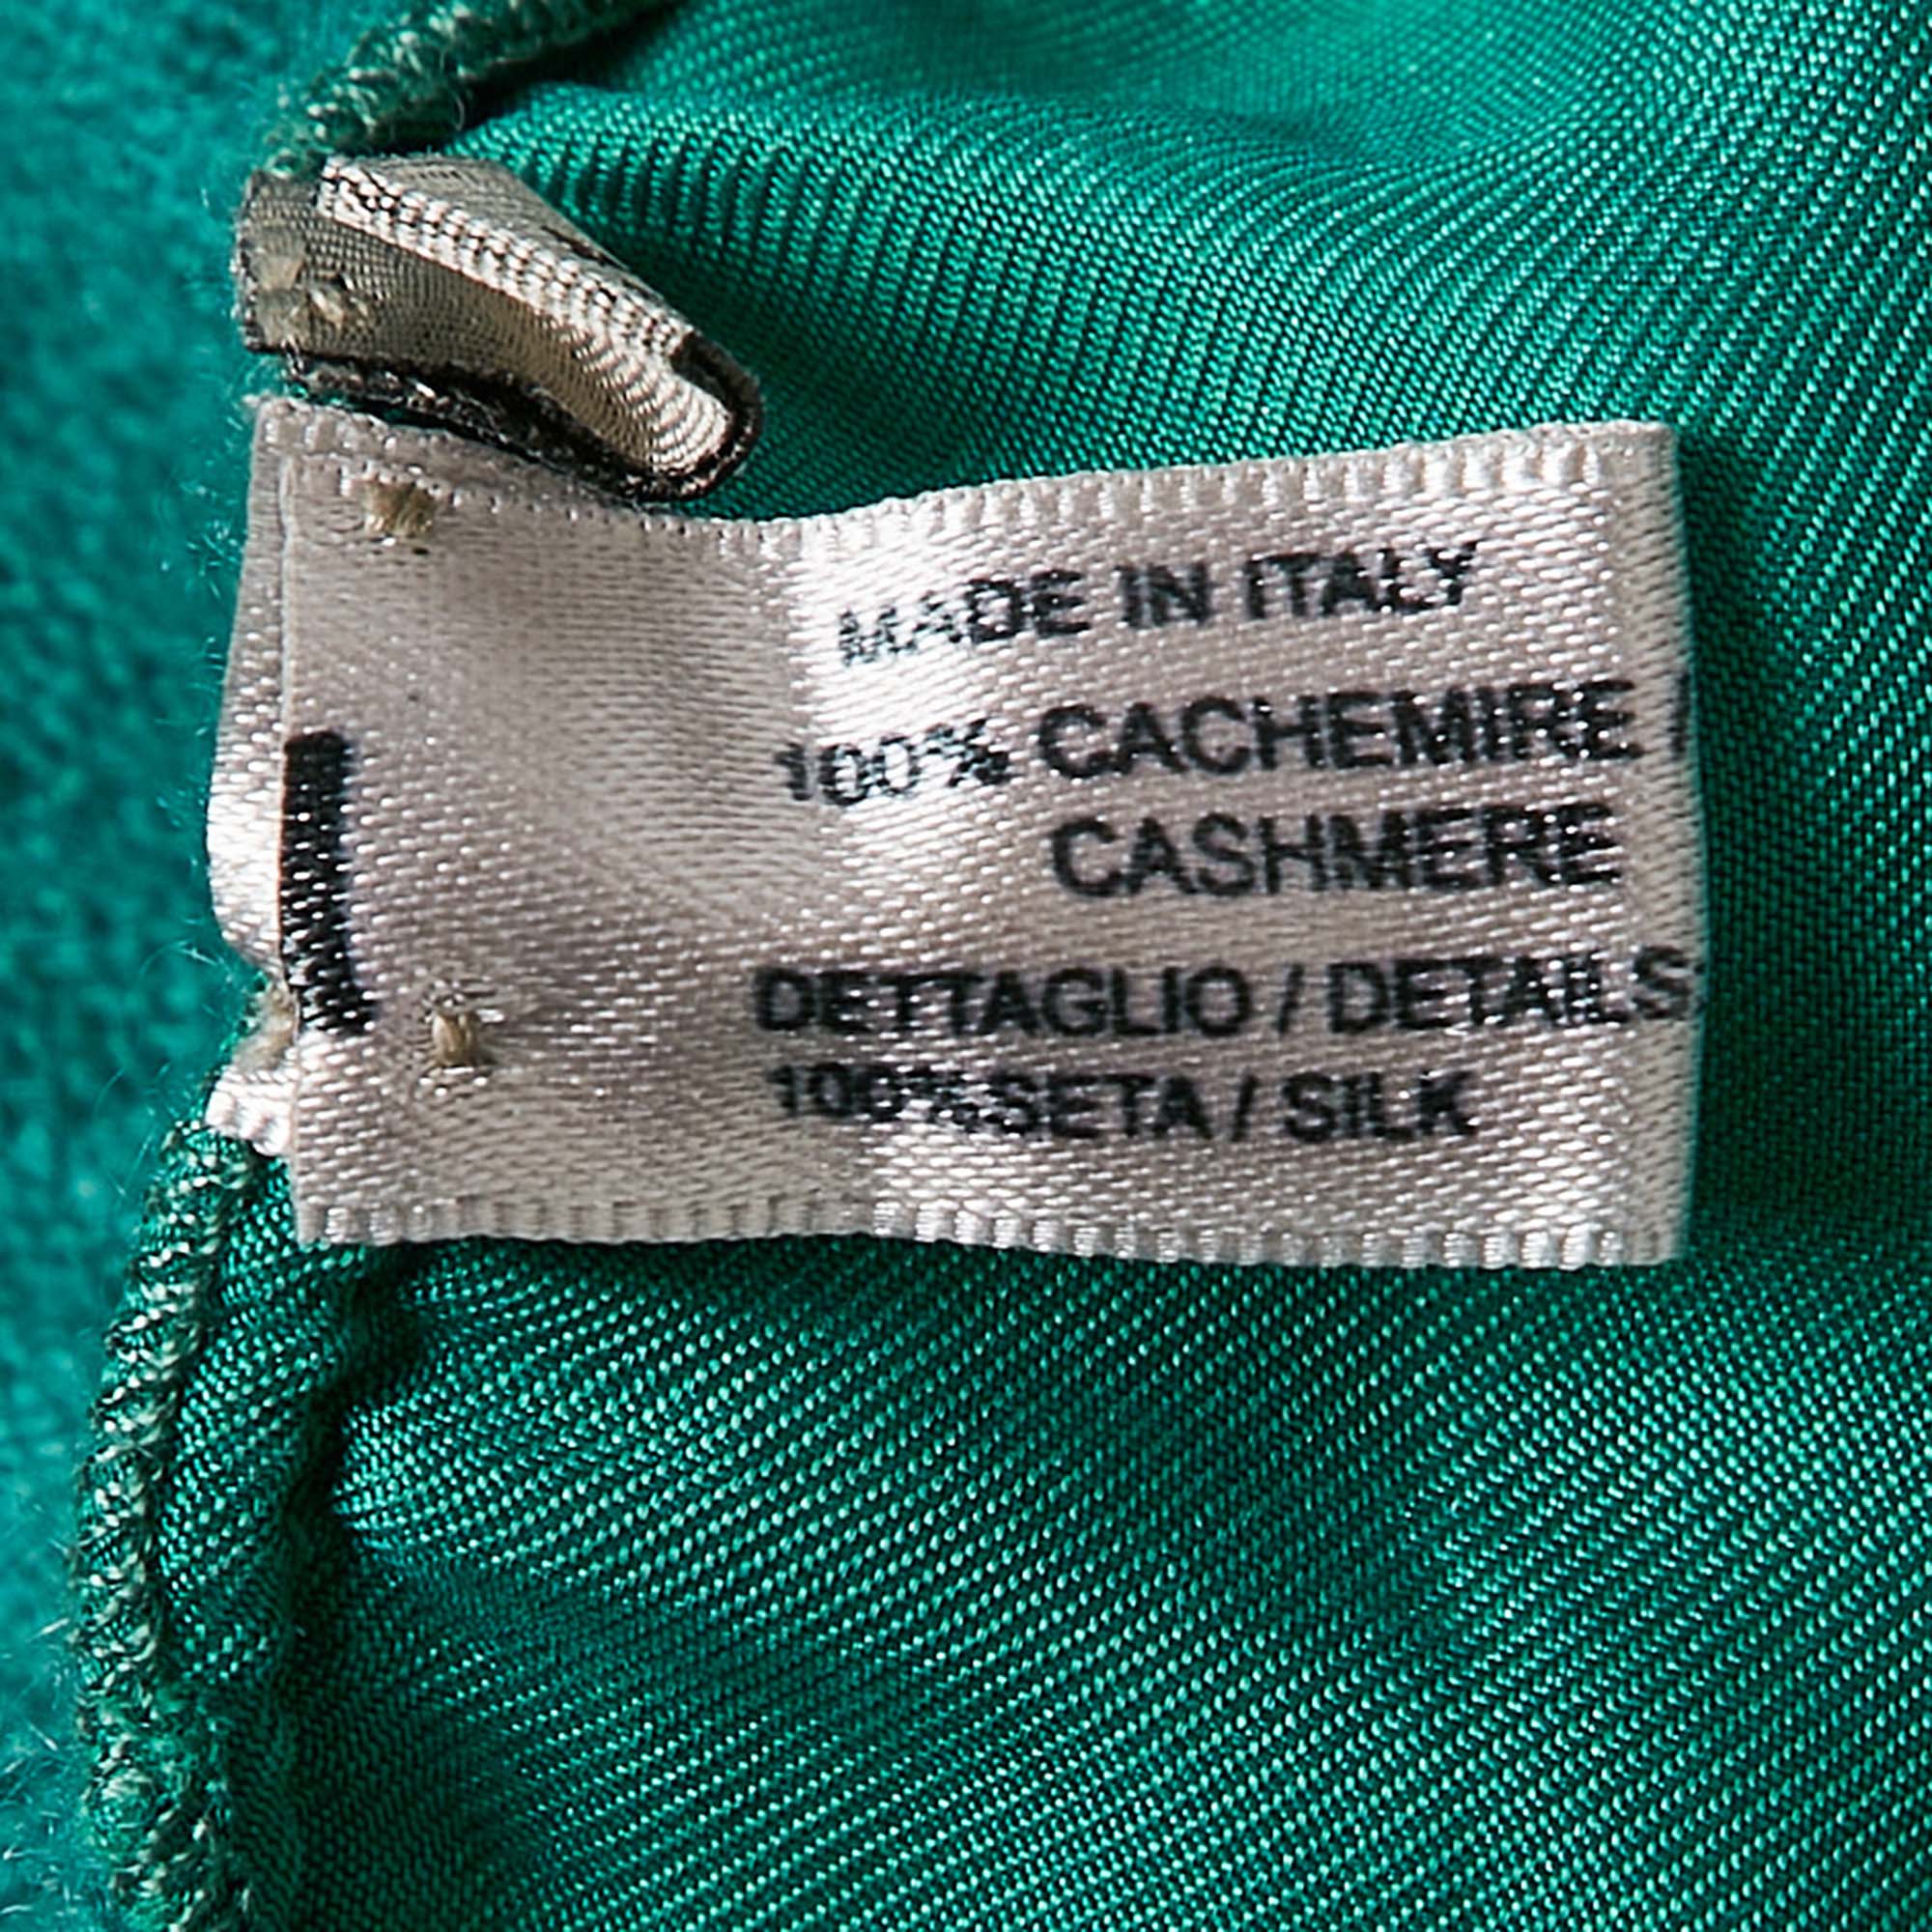 MADE IN ITALY
100% CACHEMIRE /
CASHMERE
DETTAGLIO / DETAILS:
100%SETA / SILK